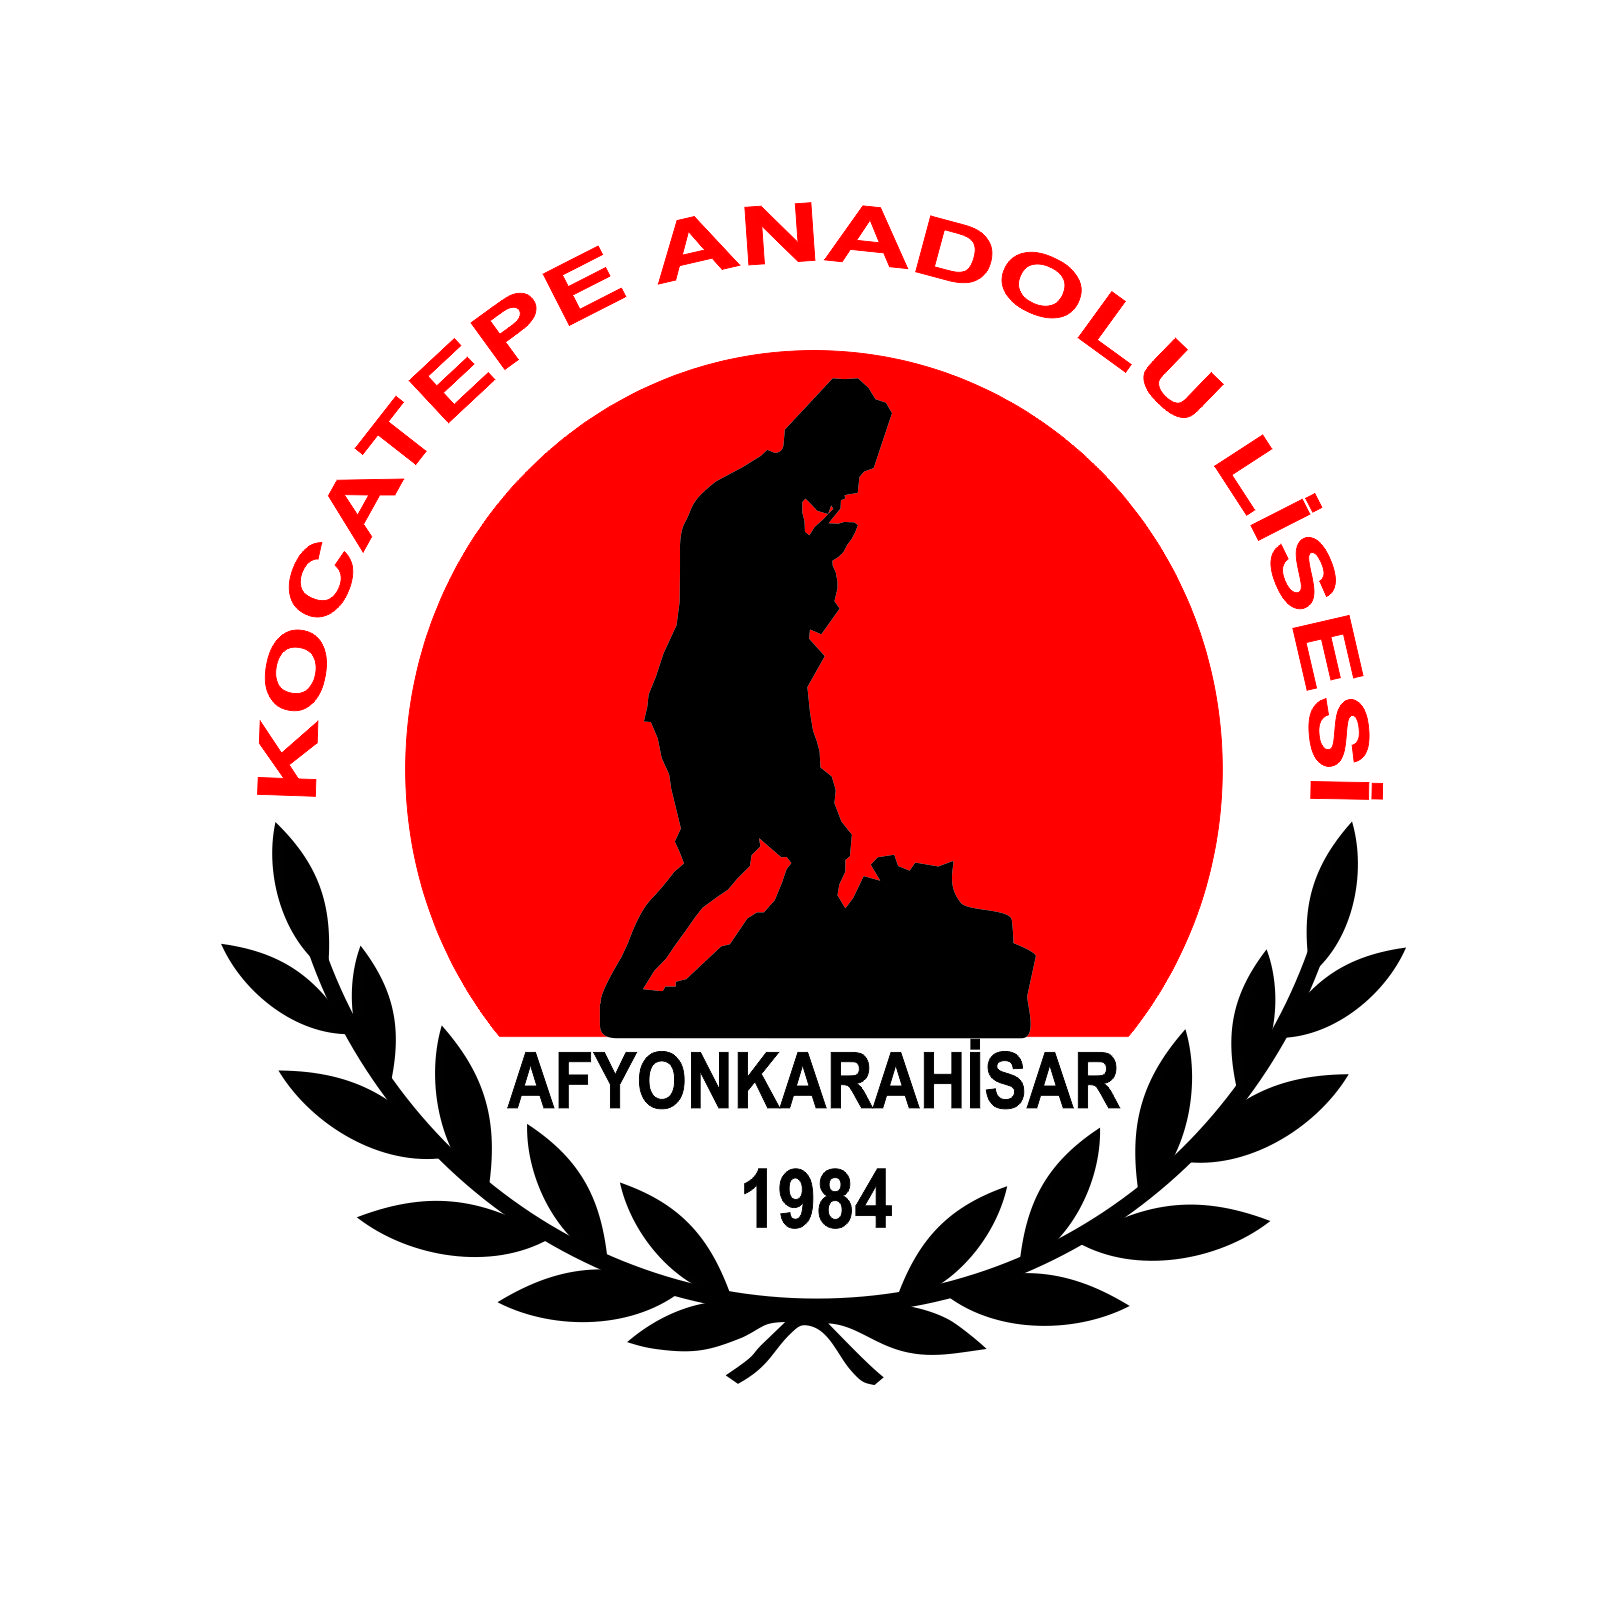 KOCATEPE ANADOLU LİSESİ
AFYONKARAHİSAR
1984